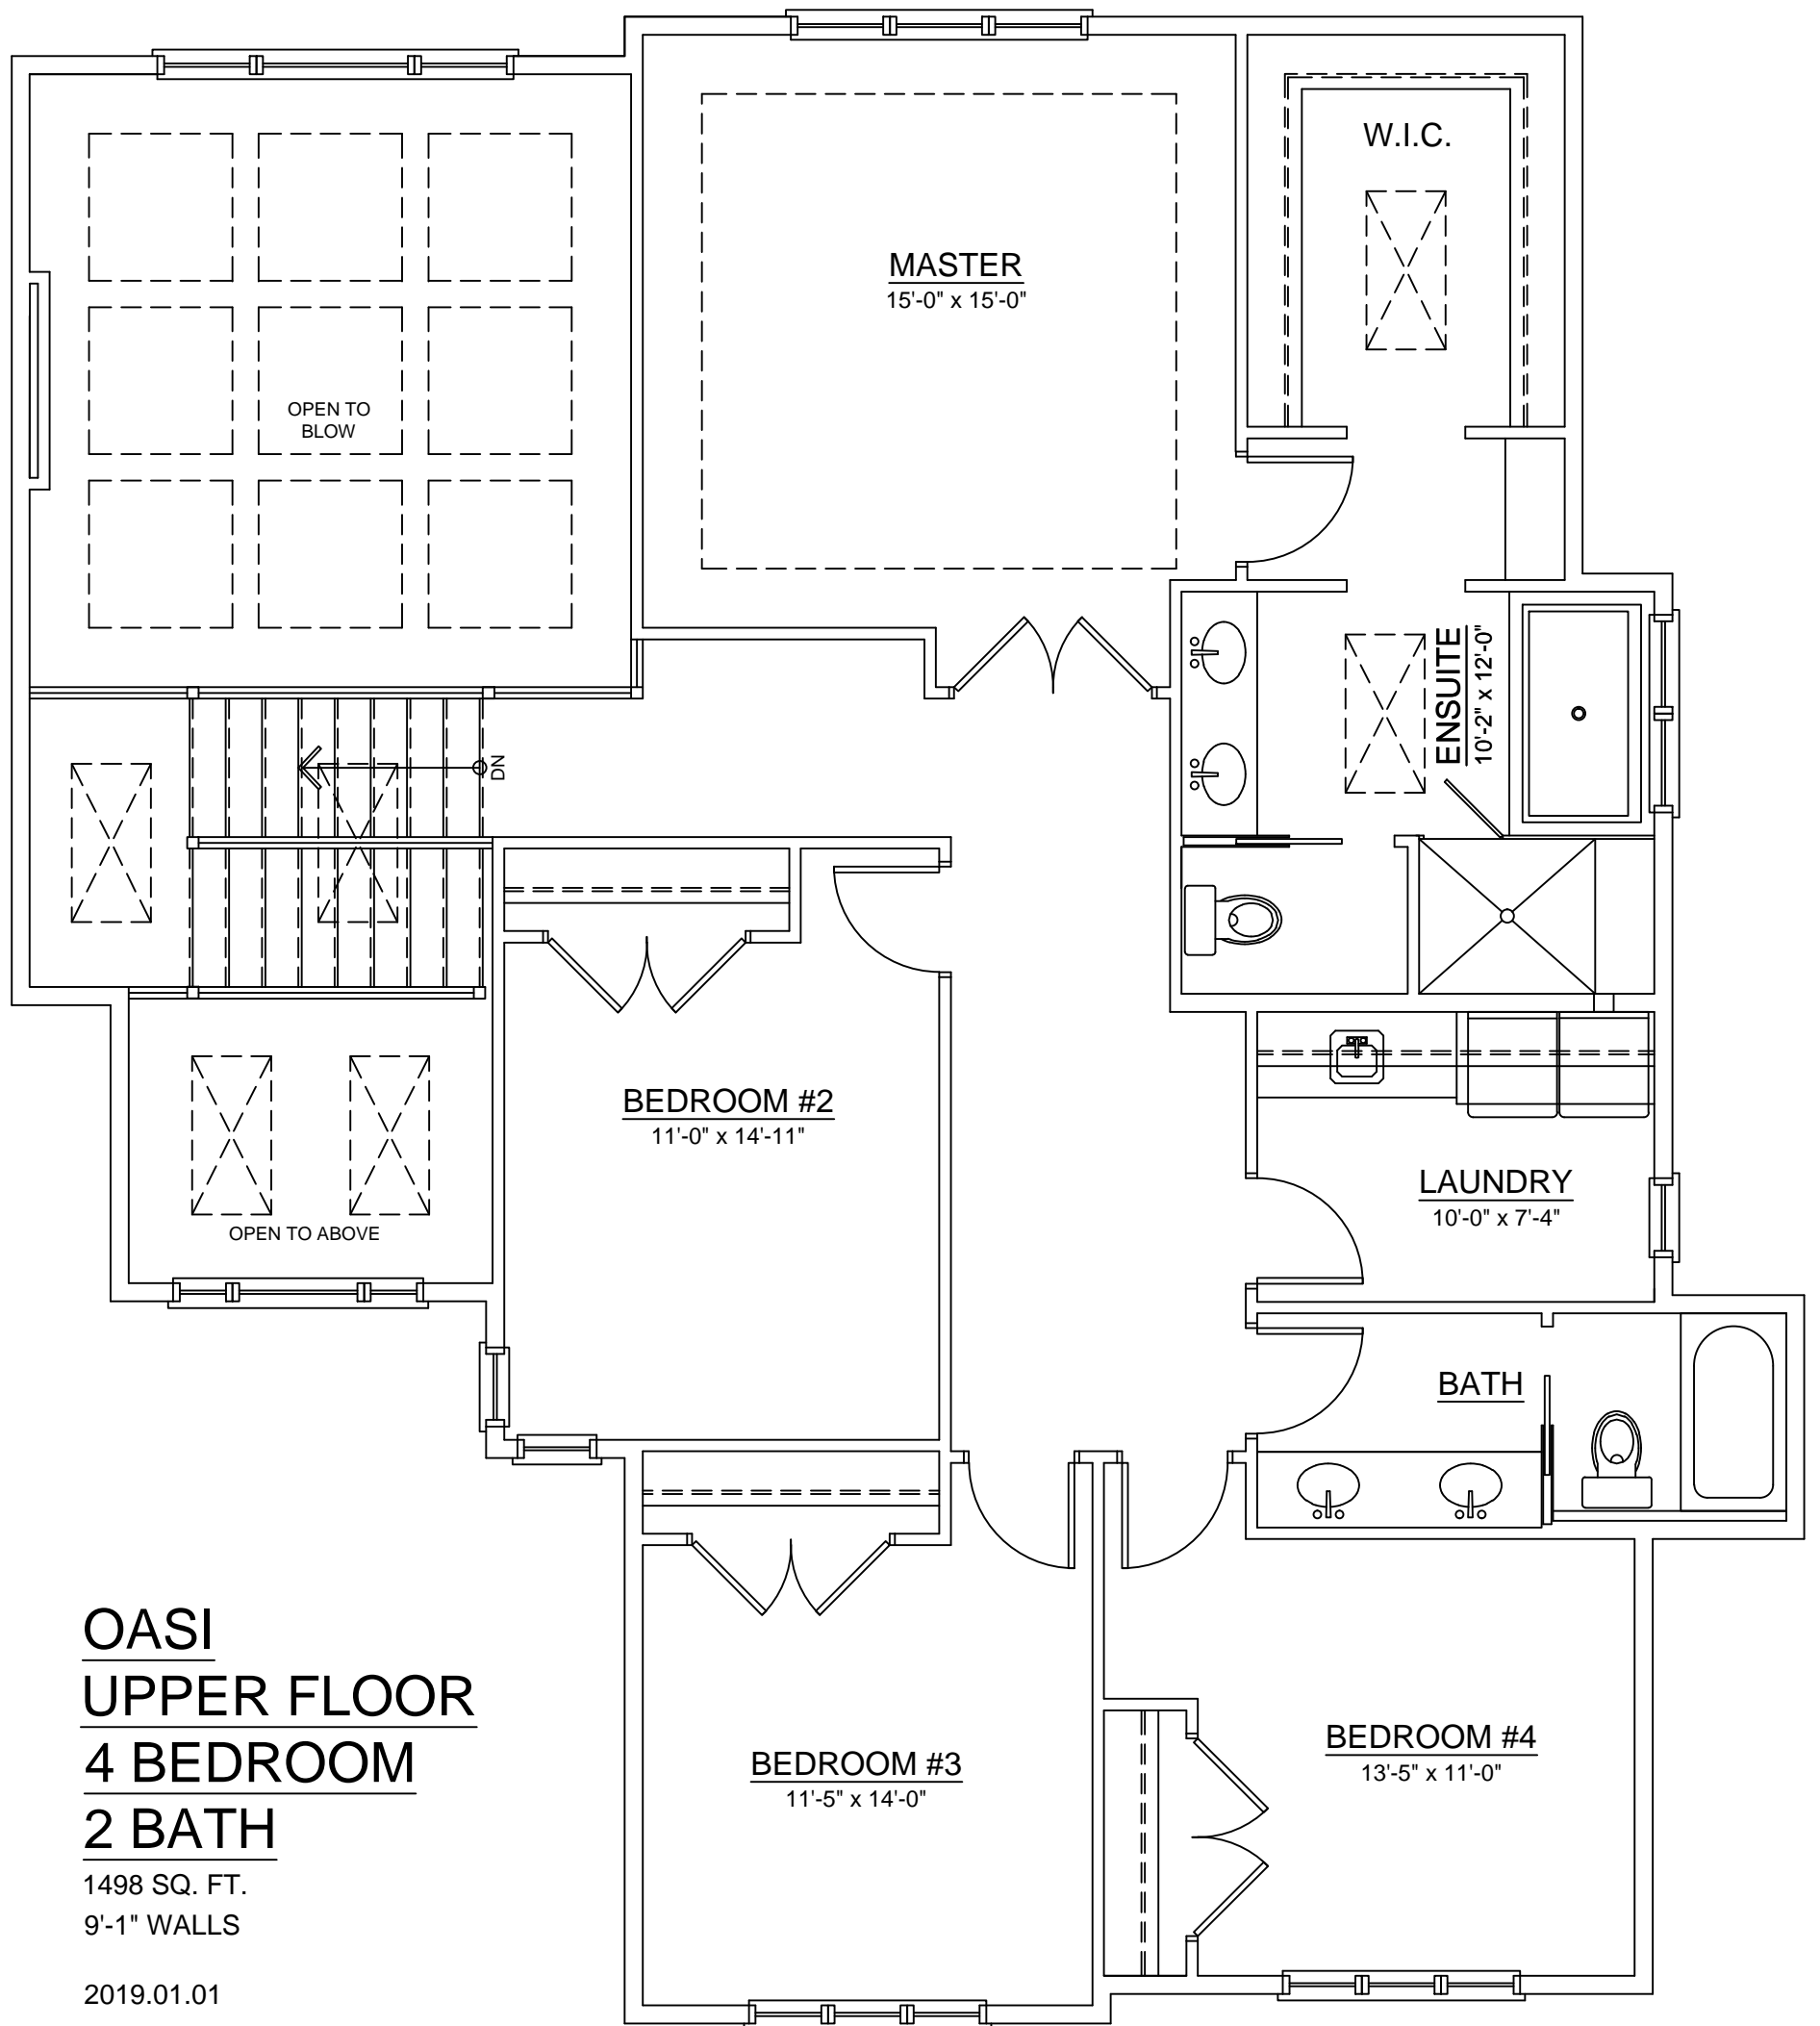 W.I.C.
MASTER
15'-0" x 15'-0"
OPEN TO
BLOW
ENSUITE
10'-2" x 12'-0"
DN
BEDROOM #2
11'-0" x 14'-11"
LAUNDRY
10'-0" x 7'-4"
OPEN TO ABOVE
BATH
BEDROOM #3
11'-5" x 14'-0"
BEDROOM #4
13'-5" x 11'-0"
OASI
UPPER FLOOR
4 BEDROOM
2 BATH
1498 SQ. FT.
9'-1" WALLS
2019.01.01